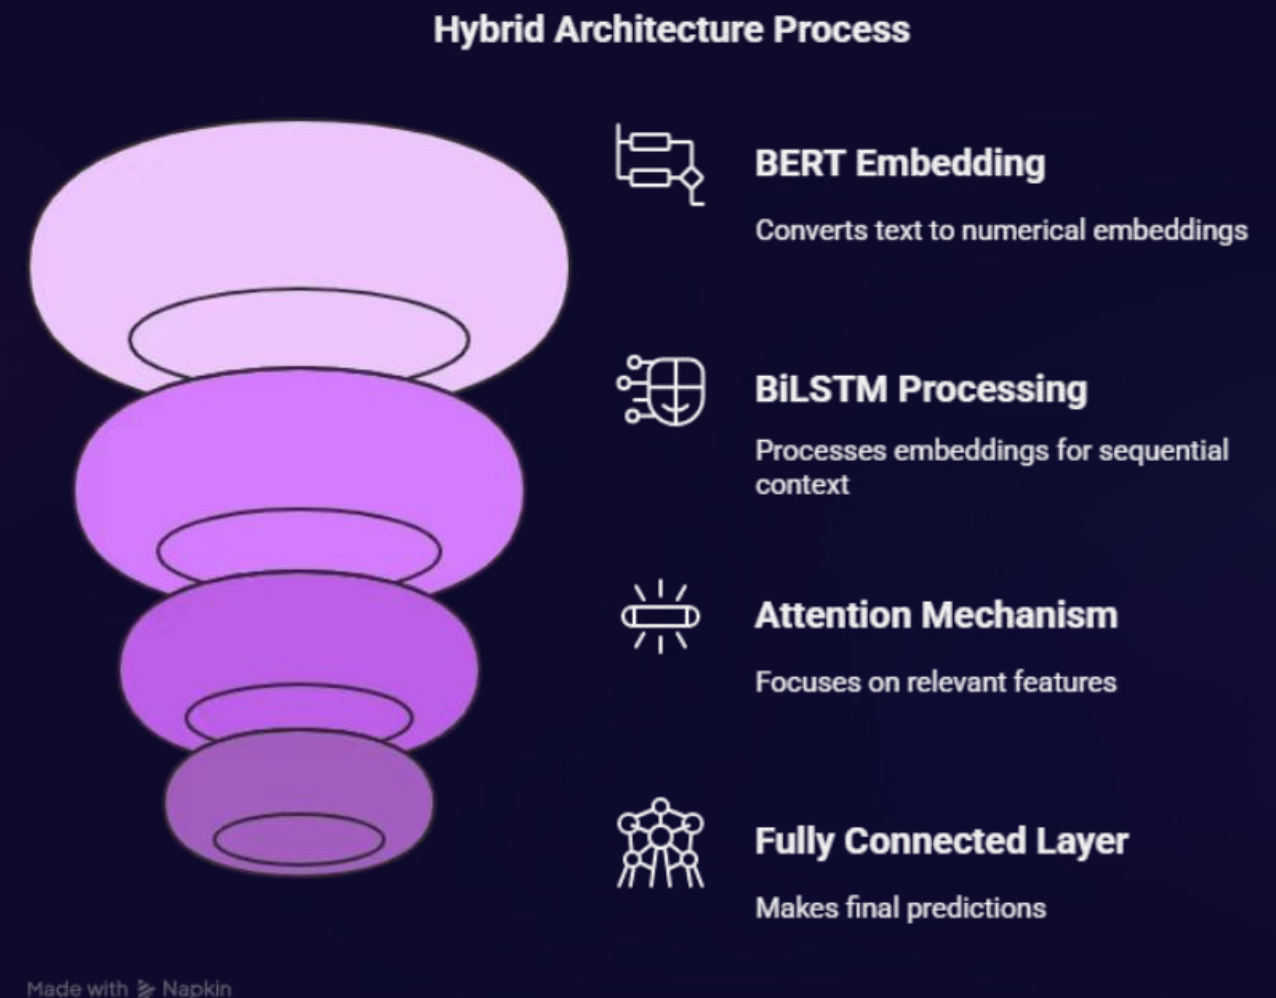 Hybrid Architecture Process
BERT Embedding
Converts text to numerical embeddings
BiLSTM Processing
Processes embeddings for sequential
context
Attention Mechanism
Focuses on relevant features
Fully Connected Layer
Makes final predictions
Made with Napkin